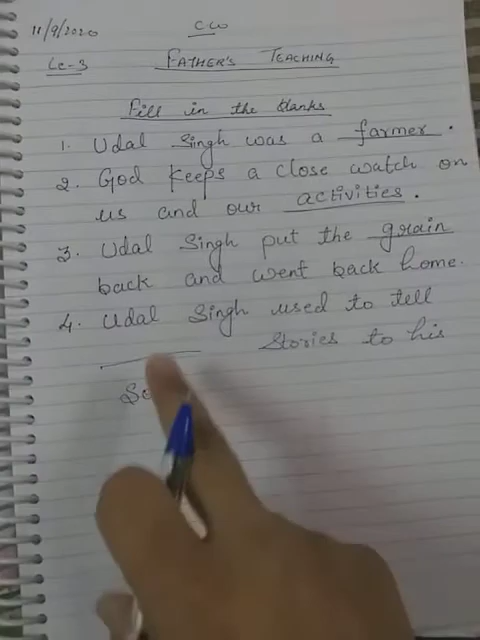 11/9/2020 CW
Le-3 FATHER'S TEACHING
Fill in the blanks
1. Udal Singh was a farmer.
2. God keeps a close watch on
us and our activities.
3. Udal Singh put the grain
back and went back home.
4. Udal Singh used to tell
________ stories to his